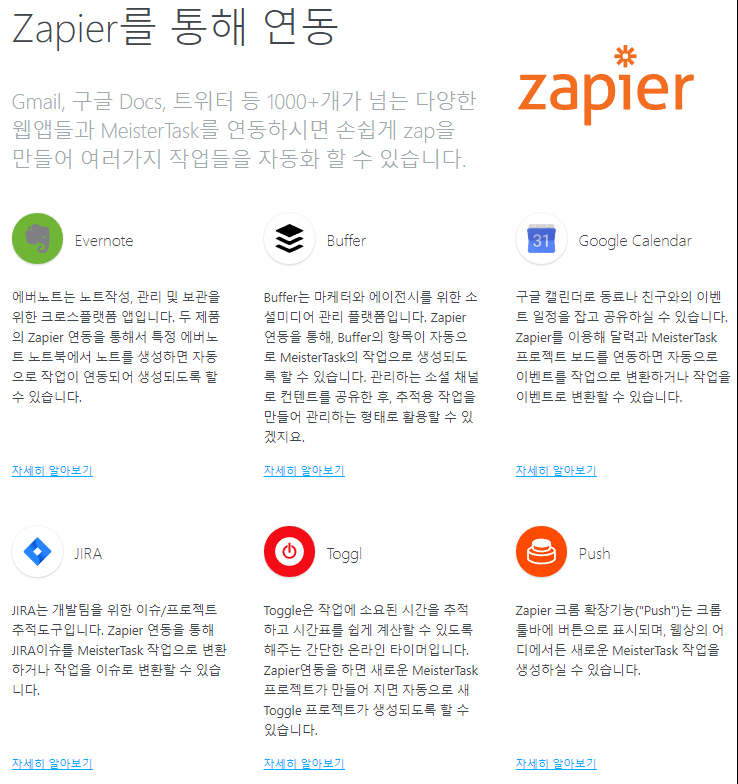 Zapier를 통해 연동
zapier
Gmail, 구글 Docs, 트위터 등 1000+개가 넘는 다양한
웹앱들과 MeisterTask를 연동하시면 손쉽게 zap을
만들어 여러가지 작업들을 자동화 할 수 있습니다.
Evernote
에버노트는 노트작성, 관리 및 보관을
위한 크로스플랫폼 앱입니다. 두 제품
의 Zapier 연동을 통해서 특정 에버노
트 노트북에서 노트를 생성하면 자동
으로 작업이 연동되어 생성되도록 할
수 있습니다.
자세히 알아보기
Buffer
Buffer는 마케터와 에이전시를 위한 소
셜미디어 관리 플랫폼입니다. Zapier
연동을 통해, Buffer의 항목이 자동으
로 MeisterTask의 작업으로 생성되도
록 할 수 있습니다. 관리하는 소셜 채널
로 컨텐트를 공유한 후, 추적용 작업을
만들어 관리하는 형태로 활용할 수 있
겠지요.
자세히 알아보기
31
Google Calendar
구글 캘린더로 동료나 친구와의 이벤
트 일정을 잡고 공유하실 수 있습니다.
Zapier를 이용해 달력과 MeisterTask
프로젝트 보드를 연동하면 자동으로
이벤트를 작업으로 변환하거나 작업을
이벤트로 변환할 수 있습니다.
자세히 알아보기
JIRA
JIRA는 개발팀을 위한 이슈/프로젝트
추적도구입니다. Zapier 연동을 통해
JIRA이슈를 MeisterTask 작업으로 변환
하거나 작업을 이슈로 변환할 수 있습
니다.
자세히 알아보기
Toggl
Toggle은 작업에 소요된 시간을 추적
하고 시간표를 쉽게 계산할 수 있도록
해주는 간단한 온라인 타이머입니다.
Zapier연동을 하면 새로운 MeisterTask
프로젝트가 만들어 지면 자동으로 새
Toggle 프로젝트가 생성되도록 할 수
있습니다.
자세히 알아보기
Push
Zapier 크롬 확장기능("Push")는 크롬
툴바에 버튼으로 표시되며, 웹상의 어
디에서든 새로운 MeisterTask 작업을
생성하실 수 있습니다.
자세히 알아보기